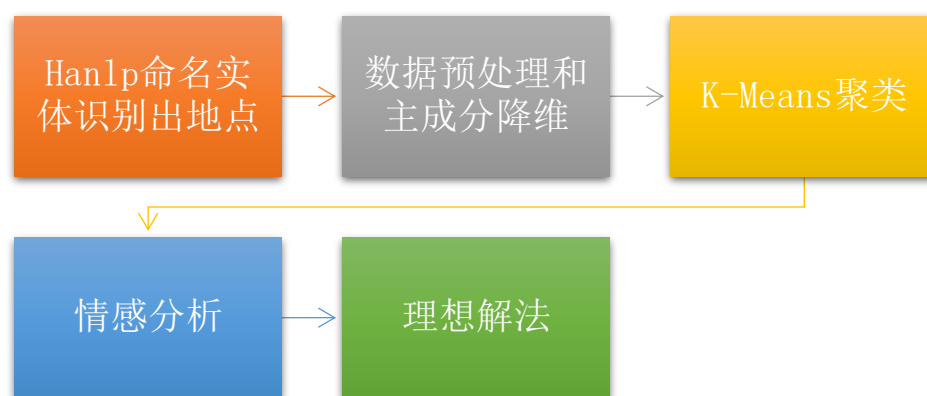 Hanlp命名实
体识别出地点
数据预处理和
主成分降维
K-Means聚类
情感分析
理想解法